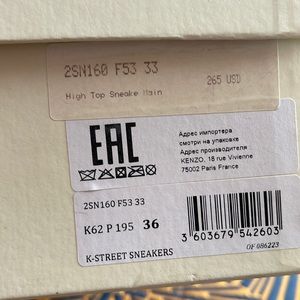 2SN160 F53 33
265 USD
High Top Sneake Main
EAC
Адрес импортера
смотри на упаковке
Адрес производителя
KENZO, 18 rue Vivienne
75002 Paris France
2SN160 F53 33
K62 P 195 36
3 603679 542603
K-STREET SNEAKERS
OF 086223